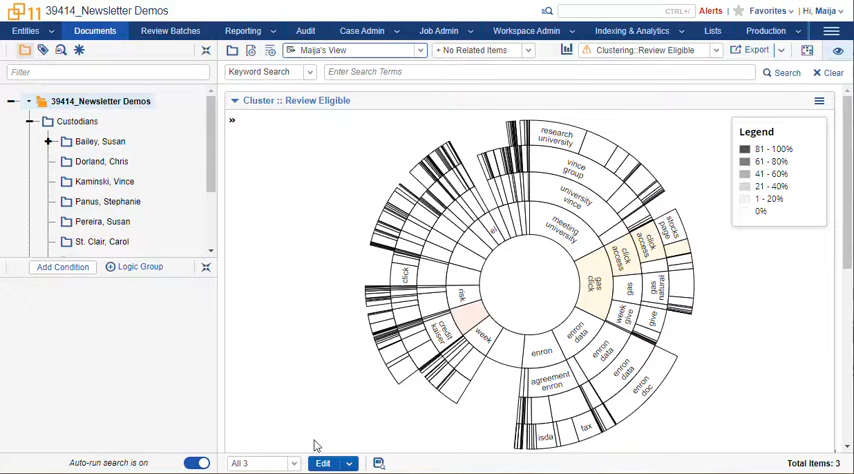 11
39414_Newsletter Demos
CTRL+/
Alerts
Favorites
Hi, Maija
Entities
Documents
Review Batches
Reporting
Audit
Case Admin
Job Admin
Workspace Admin
Indexing & Analytics
Lists
Production
Maija's View
+ No Related Items
Clustering::Review Eligible
Export
Filter
Keyword Search
Enter Search Terms
Search
Clear
39414_Newsletter Demos
Custodians
Bailey, Susan
Dorland, Chris
Kaminski, Vince
Panus, Stephanie
Pereira, Susan
St. Clair, Carol
Add Condition
Logic Group
Auto-run search is on
Cluster :: Review Eligible
»
research
university
vince
group
university
vince
meeting
university
stocks
page
click
access
click
access
gas
click
gas
gas
natural
week
give
give
enron
data
enron
data
enron
doc
enron
agreement
enron
isda
fax
week
credit
kaiser
risk
click
el
Legend
81 - 100%
61 - 80%
41 - 60%
21 - 40%
1 - 20%
0%
All 3
Edit
Total Items: 3